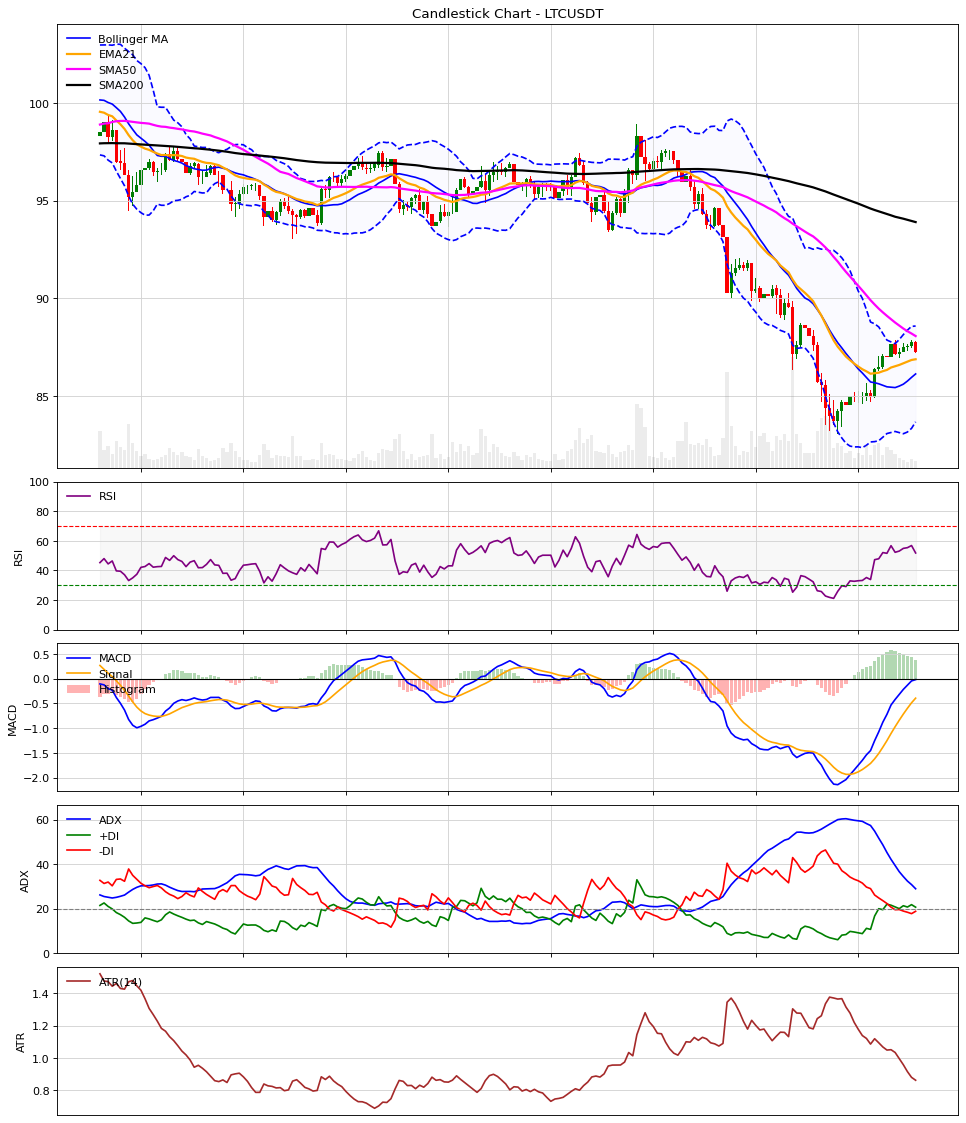 Candlestick Chart - LTCUSDT
Bollinger MA
EMA21
SMA50
SMA200
100
95
90
85
RSI
100
80
60
40
20
0
RSI
MACD
Signal
Histogram
0.5
0.0
−0.5
−1.0
−1.5
−2.0
MACD
ADX
+DI
-DI
60
40
20
0
ADX
ATR(14)
1.4
1.2
1.0
0.8
ATR